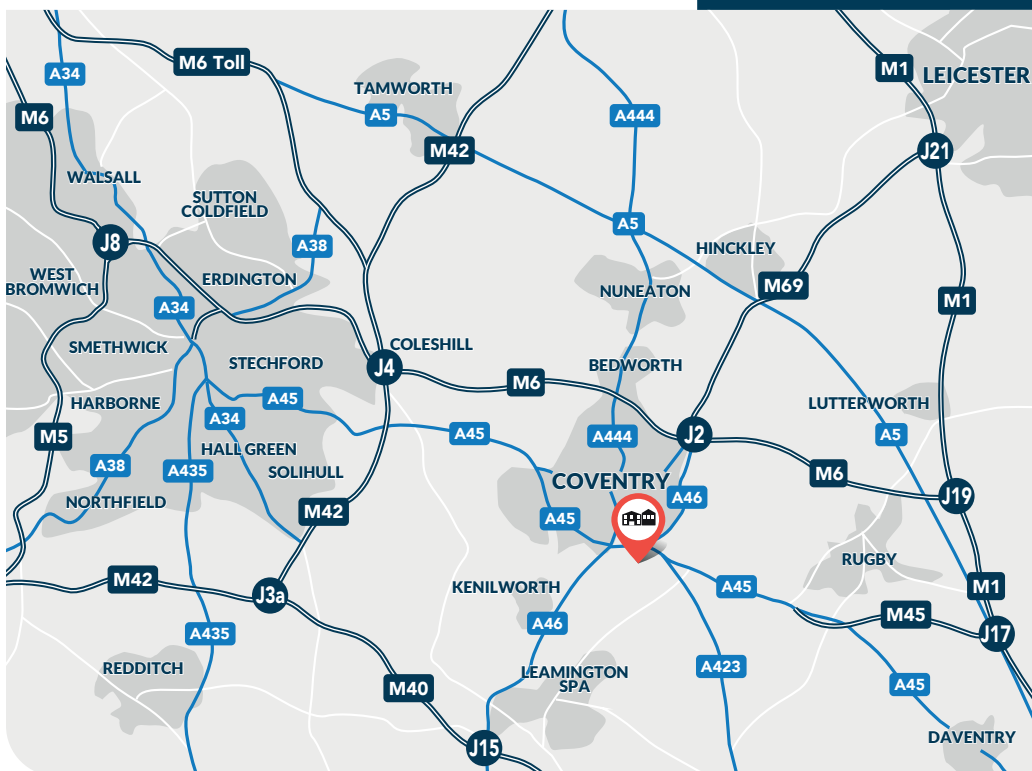 M6 Toll
M1
LEICESTER
A34
TAMWORTH
A5
A444
M6
M42
J21
WALSALL
SUTTON
COLDFIELD
A5
J8
A38
HINCKLEY
WEST
BROMWICH
ERDINGTON
M69
NUNEATON
A34
M1
SMETHWICK
STECHFORD
COLESHILL
J4
BEDWORTH
M6
HARBORNE
A45
LUTTERWORTH
A34
M5
A45
A444
J2
A5
HALL GREEN
A38
A435
SOLIHULL
M6
COVENTRY
NORTHFIELD
A46
J19
M42
A45
RUGBY
M42
KENILWORTH
A45
M1
J3a
A46
M45
A435
J17
REDDITCH
LEAMINGTON
SPA
A423
M40
A45
J15
DAVENTRY